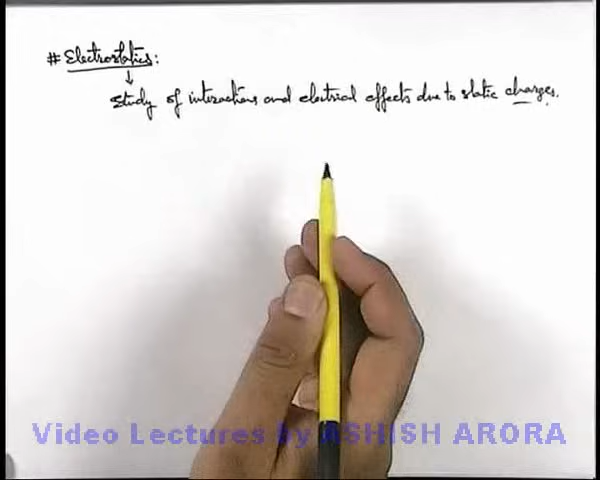 # Electrostatics:
↓
Study of interactions and electrical effects due to static charges.
Video Lectures by ASHISH ARORA